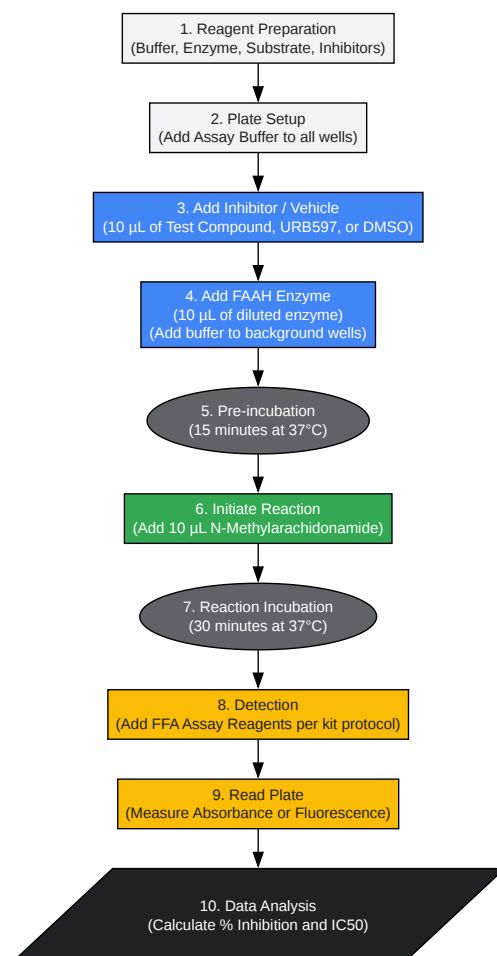 1. Reagent Preparation
(Buffer, Enzyme, Substrate, Inhibitors)
2. Plate Setup
(Add Assay Buffer to all wells)
3. Add Inhibitor / Vehicle
(10 µL of Test Compound, URB597, or DMSO)
4. Add FAAH Enzyme
(10 µL of diluted enzyme)
(Add buffer to background wells)
5. Pre-incubation
(15 minutes at 37°C)
6. Initiate Reaction
(Add 10 µL N-Methylarachidonamide)
7. Reaction Incubation
(30 minutes at 37°C)
8. Detection
(Add FFA Assay Reagents per kit protocol)
9. Read Plate
(Measure Absorbance or Fluorescence)
10. Data Analysis
(Calculate % Inhibition and IC50)